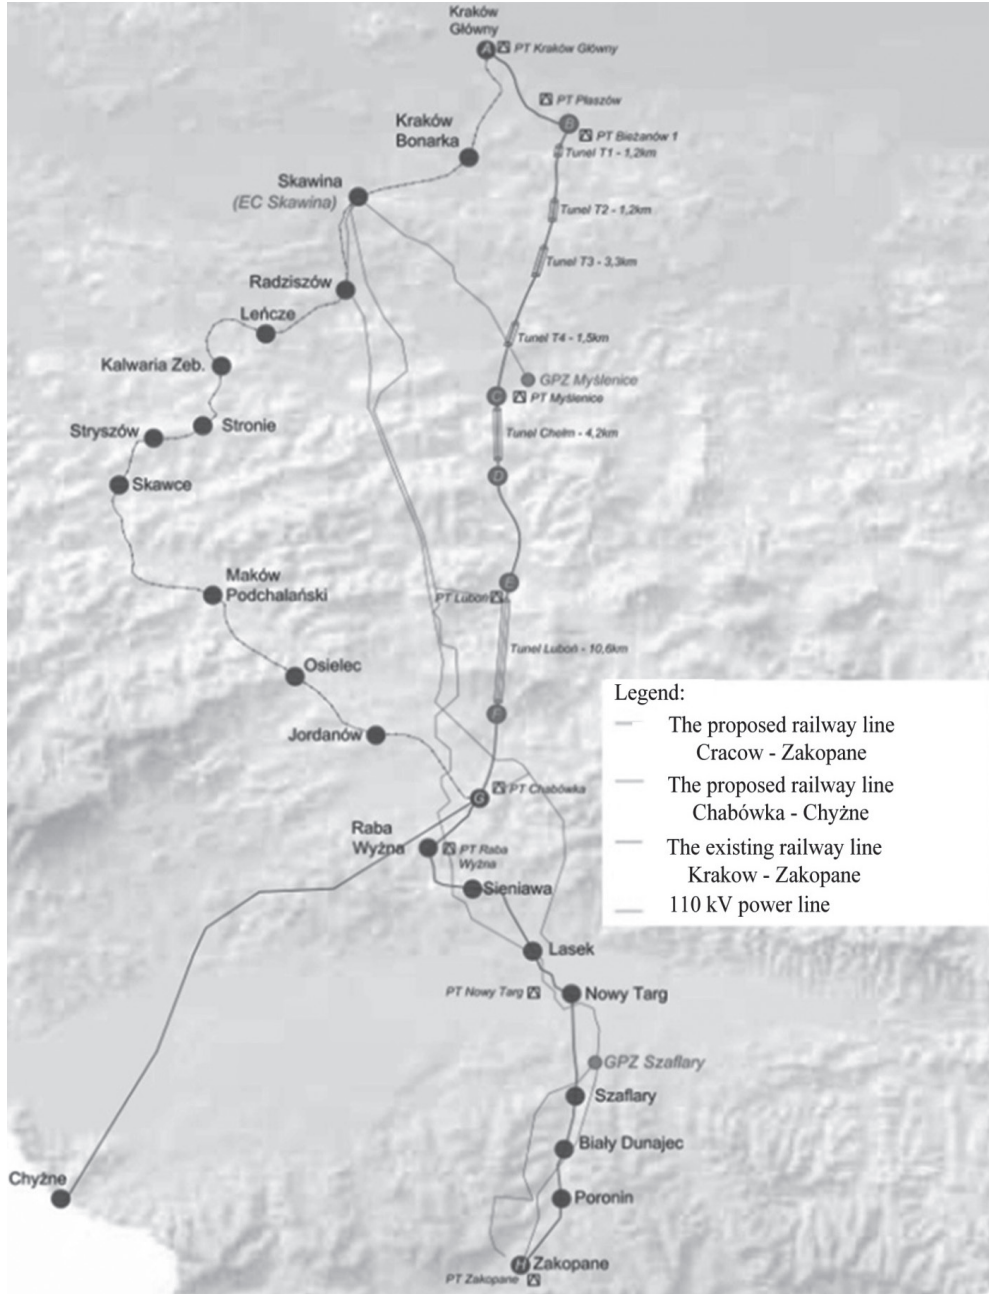 Kraków
Główny
A
PT Kraków Główny
PT Płaszów
B
PT Bieżanów 1
Kraków
Bonarka
Tunel T1 - 1,2km
Skawina
(EC Skawina)
Tunel T2 - 1,2km
Tunel T3 - 3,3km
Radziszów
Leńcze
Tunel T4 - 1,5km
Kalwaria Zeb.
GPZ Myślenice
C
PT Myślenice
Stronie
Stryszów
Tunel Chełm - 4,2km
D
Skawce
Maków
Podchalański
E
PT Luboń
Tunel Luboń - 10,6km
Osielec
Legend:
The proposed railway line
Cracow - Zakopane
The proposed railway line
Chabówka - Chyżne
The existing railway line
Krakow - Zakopane
110 kV power line
F
Jordanów
PT Chabówka
G
Raba
Wyżna
PT Raba
Wyżna
Sieniawa
Lasek
PT Nowy Targ
Nowy Targ
GPZ Szaflary
Szaflary
Biały Dunajec
Chyżne
Poronin
H
Zakopane
PT Zakopane